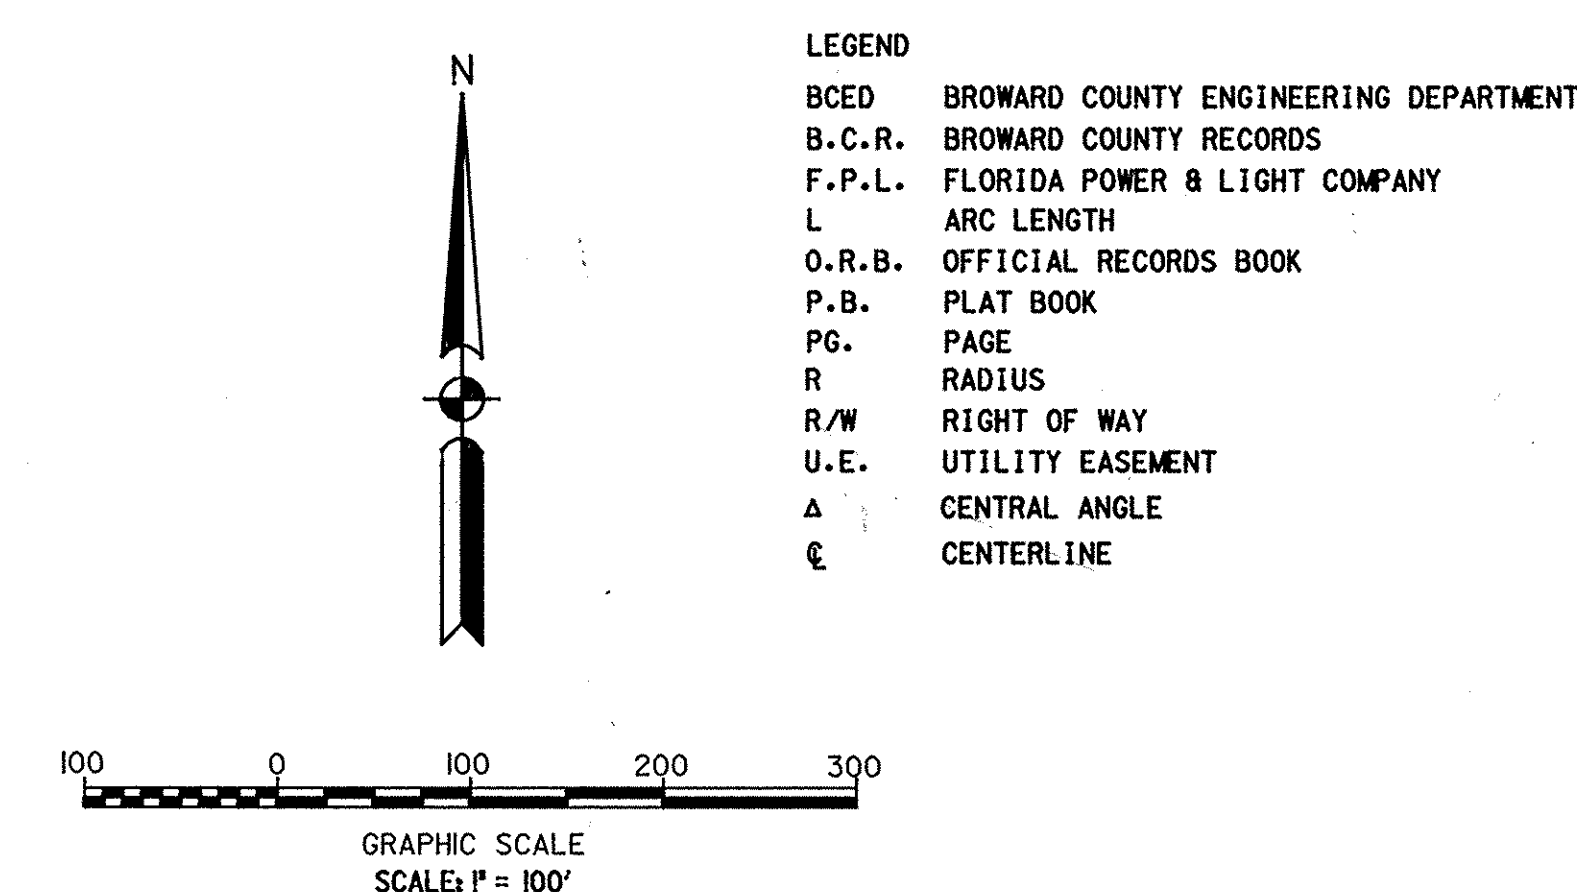 N
LEGEND
BCED BROWARD COUNTY ENGINEERING DEPARTMENT
B.C.R. BROWARD COUNTY RECORDS
F.P.L. FLORIDA POWER & LIGHT COMPANY
L ARC LENGTH
O.R.B. OFFICIAL RECORDS BOOK
P.B. PLAT BOOK
PG. PAGE
R RADIUS
R/W RIGHT OF WAY
U.E. UTILITY EASEMENT
Δ CENTRAL ANGLE
℄ CENTERLINE
100 0 100 200 300
GRAPHIC SCALE
SCALE: 1" = 100'